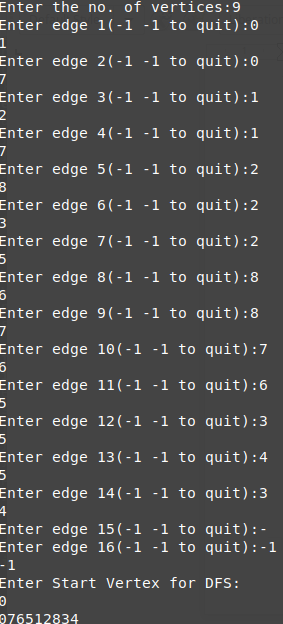 Enter the no. of vertices:9
Enter edge 1(-1 -1 to quit):0
1
Enter edge 2(-1 -1 to quit):0
7
Enter edge 3(-1 -1 to quit):1
2
Enter edge 4(-1 -1 to quit):1
7
Enter edge 5(-1 -1 to quit):2
8
Enter edge 6(-1 -1 to quit):2
3
Enter edge 7(-1 -1 to quit):2
5
Enter edge 8(-1 -1 to quit):8
6
Enter edge 9(-1 -1 to quit):8
7
Enter edge 10(-1 -1 to quit):7
6
Enter edge 11(-1 -1 to quit):6
5
Enter edge 12(-1 -1 to quit):3
5
Enter edge 13(-1 -1 to quit):4
5
Enter edge 14(-1 -1 to quit):3
4
Enter edge 15(-1 -1 to quit):-
Enter edge 16(-1 -1 to quit):-1
-1
Enter Start Vertex for DFS:
0
076512834